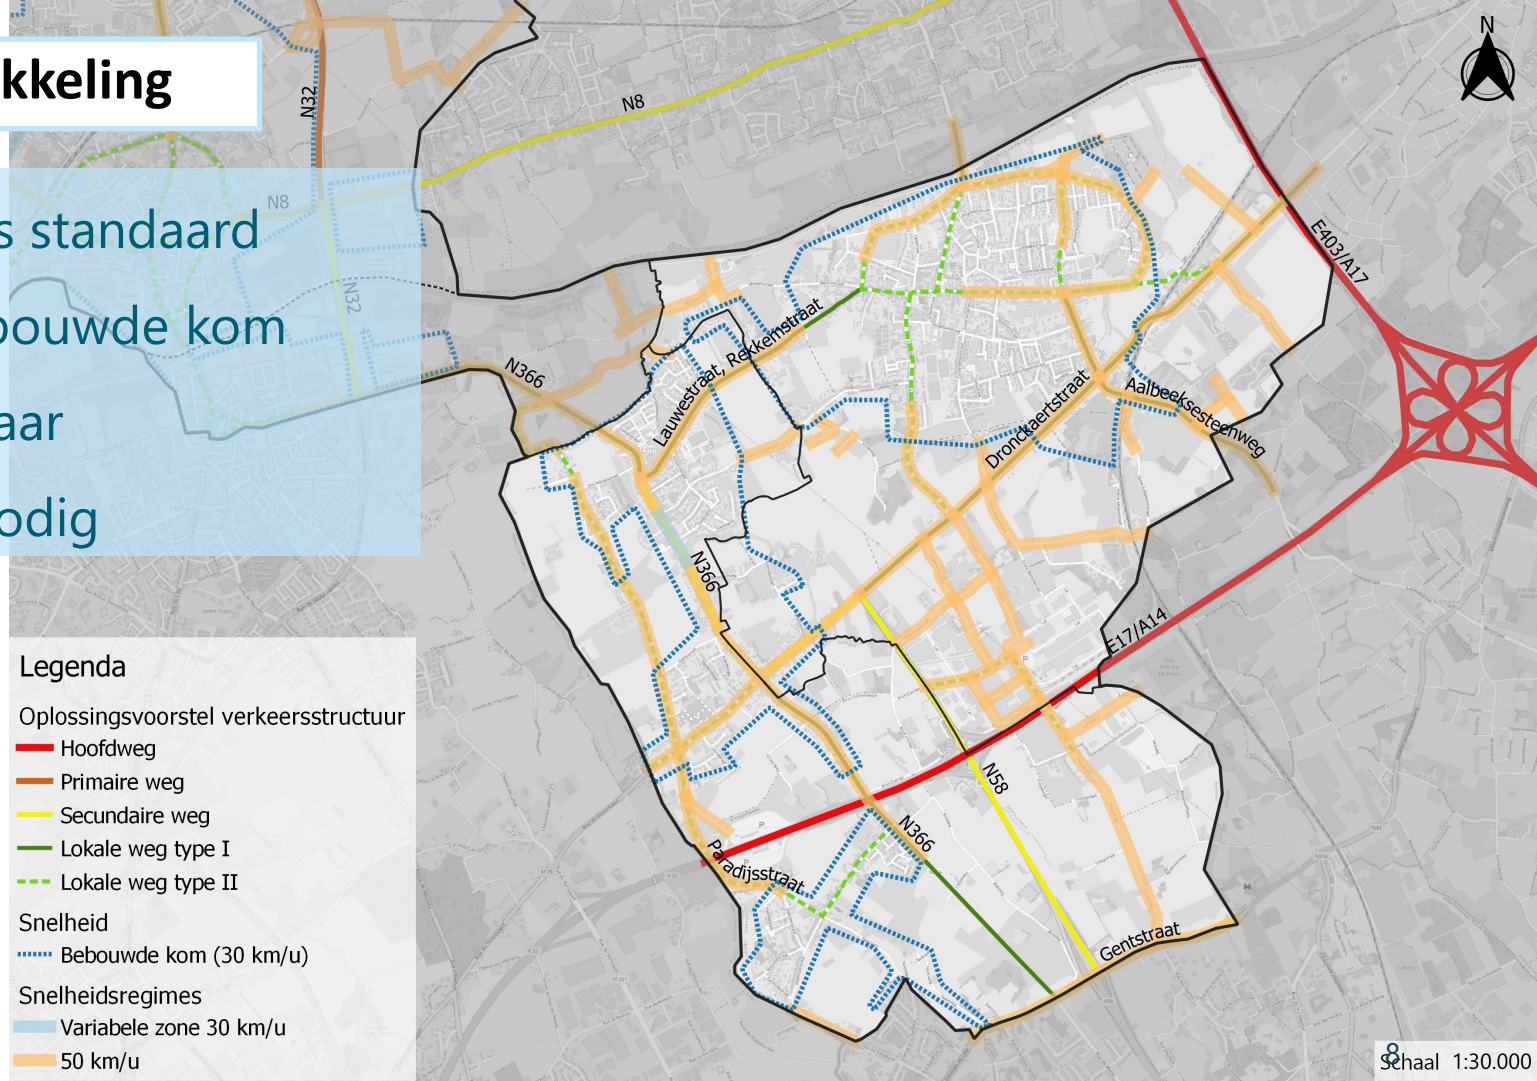 kkeling
s standaard
bouwde kom
aar
odig
N32
N8
N8
N32
N366
Lauwestraat, Rekkemstraat
Dronckaertstraat
Aalbeeksesteenweg
E403/A17
N
N366
E17/A14
N58
N366
Paradijsstraat
Gentstraat
Legenda
Oplossingsvoorstel verkeersstructuur
Hoofdweg
Primaire weg
Secundaire weg
Lokale weg type I
Lokale weg type II
Snelheid
Bebouwde kom (30 km/u)
Snelheidsregimes
Variabele zone 30 km/u
50 km/u
8
Schaal 1:30.000